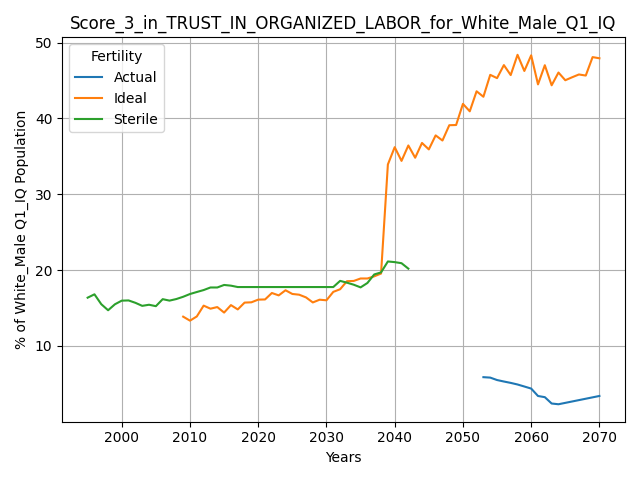 Score_3_in_TRUST_IN_ORGANIZED_LABOR_for_White_Male_Q1_IQ
Fertility
Actual
Ideal
Sterile
% of White_Male Q1_IQ Population
50
40
30
20
10
2000 2010 2020 2030 2040 2050 2060 2070
Years